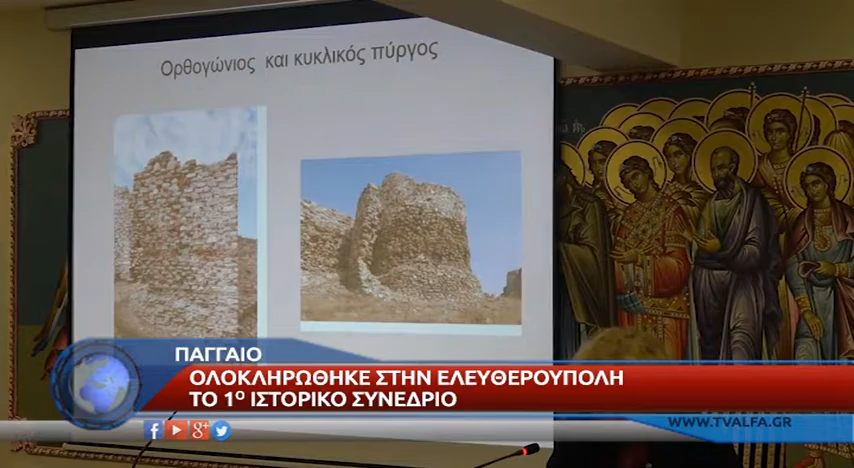 Ορθογώνιος και κυκλικός πύργος
ΠΑΓΓΑΙΟ
ΟΛΟΚΛΗΡΩΘΗΚΕ ΣΤΗΝ ΕΛΕΥΘΕΡΟΥΠΟΛΗ
ΤΟ 1ο ΙΣΤΟΡΙΚΟ ΣΥΝΕΔΡΙΟ
WWW.TVALFA.GR